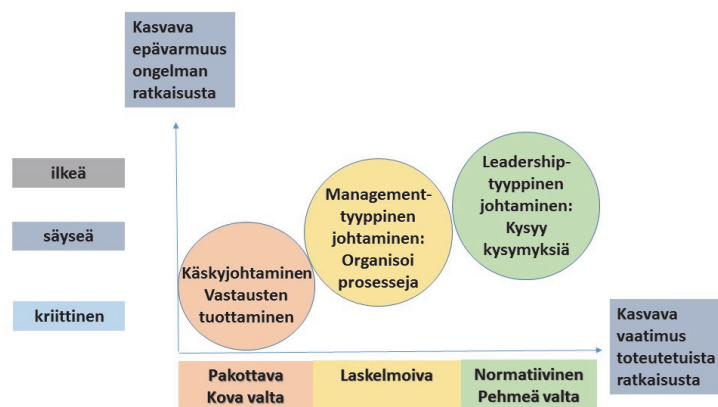 Kasvava
epävarmuus
ongelman
ratkaisusta
ilkeä
säyseä
kriittinen
Käskyjohtaminen
Vastausten
tuottaminen
Management-
tyyppinen
johtaminen:
Organisoi
prosesseja
Leadership-
tyyppinen
johtaminen:
Kysyy
kysymyksiä
Kasvava
vaatimus
toteutetuista
ratkaisusta
Pakottava
Kova valta
Laskelmoiva
Normatiivinen
Pehmeä valta